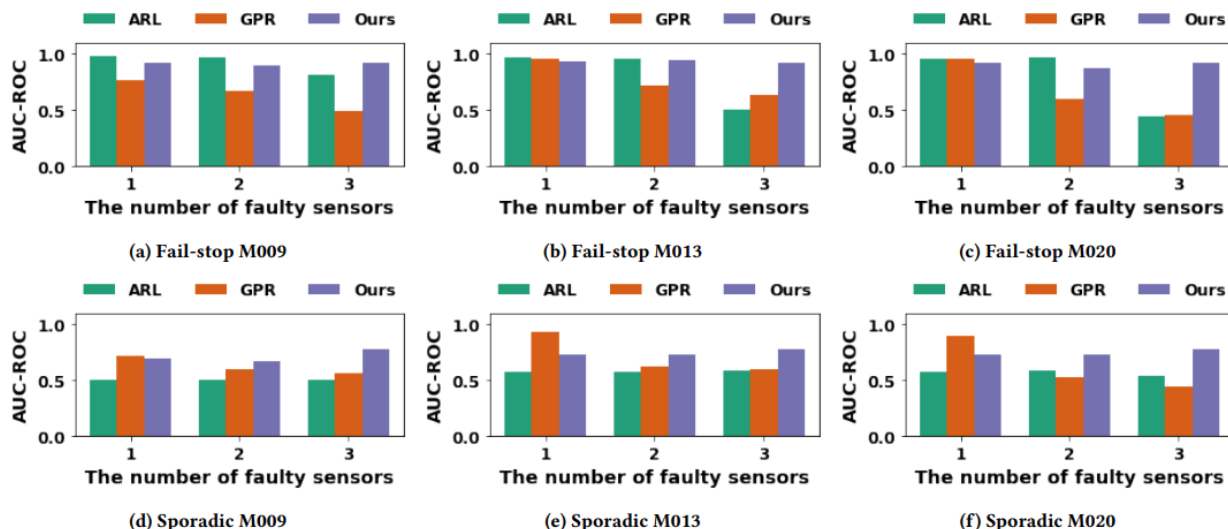 ARL GPR Ours ARL GPR Ours ARL GPR Ours
1.0 1.0 1.0
AUC-ROC AUC-ROC AUC-ROC
0.5 0.5 0.5
0.0 0.0 0.0
1 2 3 1 2 3 1 2 3
The number of faulty sensors The number of faulty sensors The number of faulty sensors
(a) Fail-stop M009 (b) Fail-stop M013 (c) Fail-stop M020
ARL GPR Ours ARL GPR Ours ARL GPR Ours
1.0 1.0 1.0
AUC-ROC AUC-ROC AUC-ROC
0.5 0.5 0.5
0.0 0.0 0.0
1 2 3 1 2 3 1 2 3
The number of faulty sensors The number of faulty sensors The number of faulty sensors
(d) Sporadic M009 (e) Sporadic M013 (f) Sporadic M020